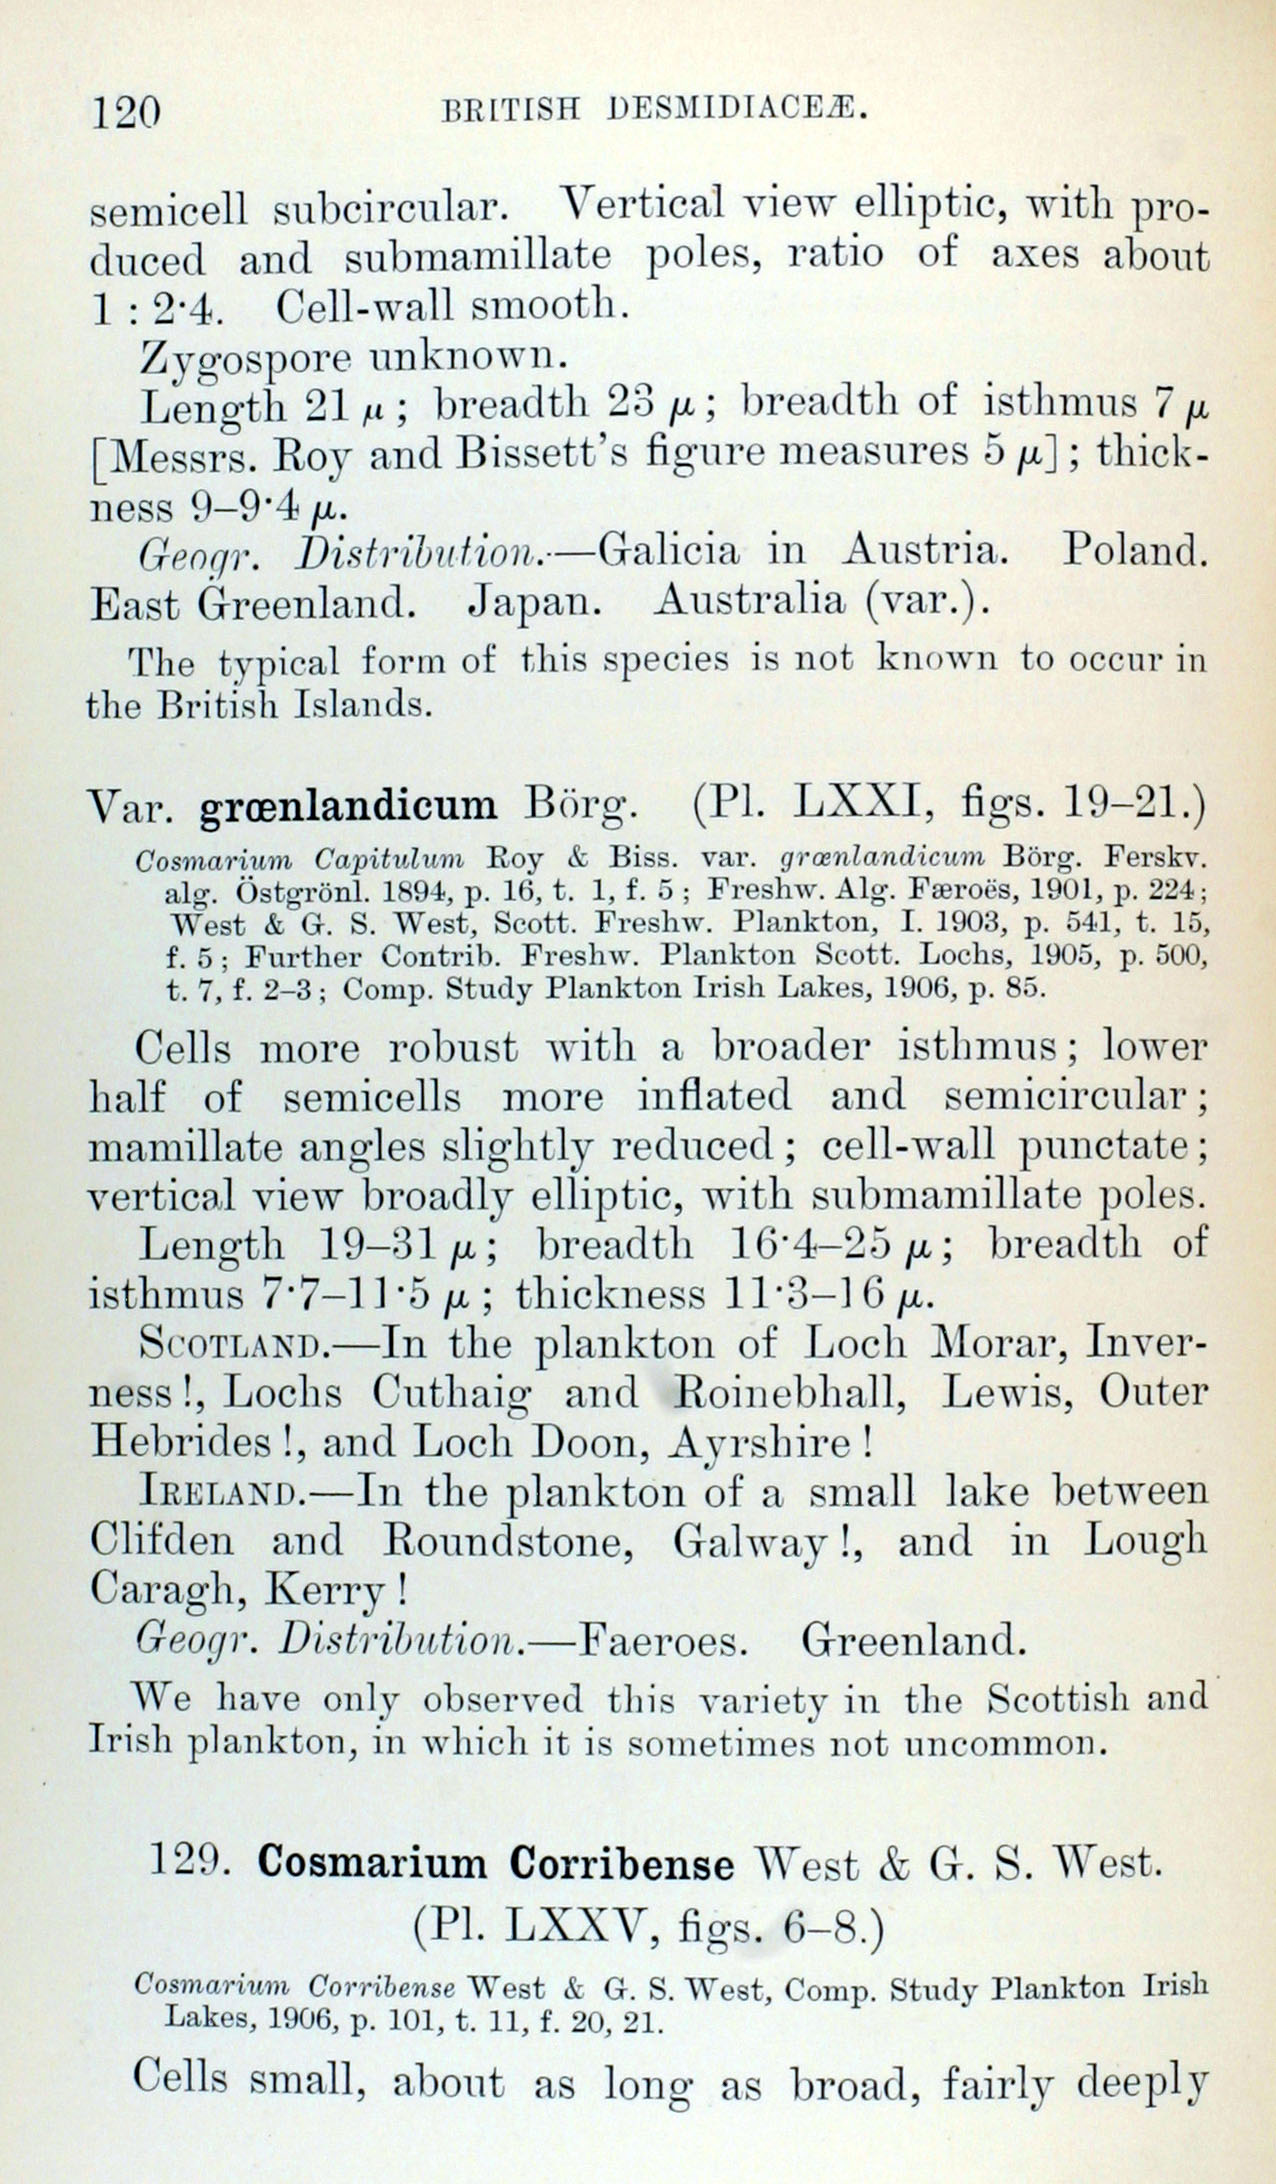 120 BRITISH DESMIDIACEÆ.
semicell subcircular. Vertical view elliptic, with pro-
duced and submamillate poles, ratio of axes about
1 : 2·4. Cell-wall smooth.
Zygospore unknown.
Length 21 μ ; breadth 23 μ ; breadth of isthmus 7 μ
[Messrs. Roy and Bissett's figure measures 5 μ] ; thick-
ness 9–9·4 μ.
Geogr. Distribution.—Galicia in Austria. Poland.
East Greenland. Japan. Australia (var.).
The typical form of this species is not known to occur in
the British Islands.
Var. grœnlandicum Börg. (Pl. LXXI, figs. 19–21.)
Cosmarium Capitulum Roy & Biss. var. grœnlandicum Börg. Ferskv.
alg. Östgrönl. 1894, p. 16, t. 1, f. 5 ; Freshw. Alg. Færoës, 1901, p. 224 ;
West & G. S. West, Scott. Freshw. Plankton, I. 1903, p. 541, t. 15,
f. 5 ; Further Contrib. Freshw. Plankton Scott. Lochs, 1905, p. 500,
t. 7, f. 2–3 ; Comp. Study Plankton Irish Lakes, 1906, p. 85.
Cells more robust with a broader isthmus ; lower
half of semicells more inflated and semicircular ;
mamillate angles slightly reduced ; cell-wall punctate ;
vertical view broadly elliptic, with submamillate poles.
Length 19–31 μ ; breadth 16·4–25 μ ; breadth of
isthmus 7·7–11·5 μ ; thickness 11·3–16 μ.
SCOTLAND.—In the plankton of Loch Morar, Inver-
ness !, Lochs Cuthaig and Roinebhall, Lewis, Outer
Hebrides !, and Loch Doon, Ayrshire !
IRELAND.—In the plankton of a small lake between
Clifden and Roundstone, Galway !, and in Lough
Caragh, Kerry !
Geogr. Distribution.—Faeroes. Greenland.
We have only observed this variety in the Scottish and
Irish plankton, in which it is sometimes not uncommon.
129. Cosmarium Corribense West & G. S. West.
(Pl. LXXV, figs. 6–8.)
Cosmarium Corribense West & G. S. West, Comp. Study Plankton Irish
Lakes, 1906, p. 101, t. 11, f. 20, 21.
Cells small, about as long as broad, fairly deeply